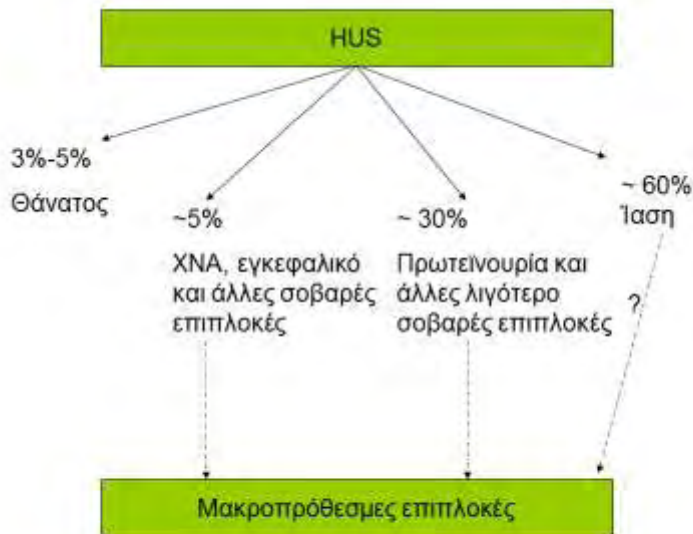 HUS
3%-5%
Θάνατος
~5%
ΧΝΑ, εγκεφαλικό
και άλλες σοβαρές
επιπλοκές
~ 30%
Πρωτεϊνουρία και
άλλες λιγότερο
σοβαρές επιπλοκές
~ 60%
Ίαση
?
Μακροπρόθεσμες επιπλοκές